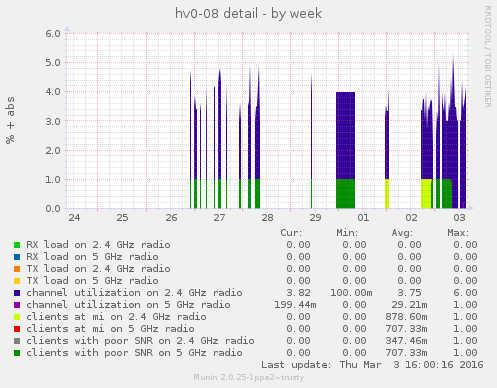 hv0-08 detail - by week
RRDTOOL / TOBI OETIKER
% + abs
6.0
5.0
4.0
3.0
2.0
1.0
0.0
24 25 26 27 28 29 01 02 03
Cur: Min: Avg: Max:
RX load on 2.4 GHz radio 0.00 0.00 0.00 0.00
RX load on 5 GHz radio 0.00 0.00 0.00 0.00
TX load on 2.4 GHz radio 0.00 0.00 0.00 0.00
TX load on 5 GHz radio 0.00 0.00 0.00 0.00
channel utilization on 2.4 GHz radio 3.82 100.00m 3.75 6.00
channel utilization on 5 GHz radio 199.44m 0.00 29.21m 1.00
clients at mi on 2.4 GHz radio 0.00 0.00 878.60m 1.00
clients at mi on 5 GHz radio 0.00 0.00 707.33m 1.00
clients with poor SNR on 2.4 GHz radio 0.00 0.00 347.46m 1.00
clients with poor SNR on 5 GHz radio 0.00 0.00 707.33m 1.00
Last update: Thu Mar 3 16:00:16 2016
Munin 2.0.25-1ppa2~trusty